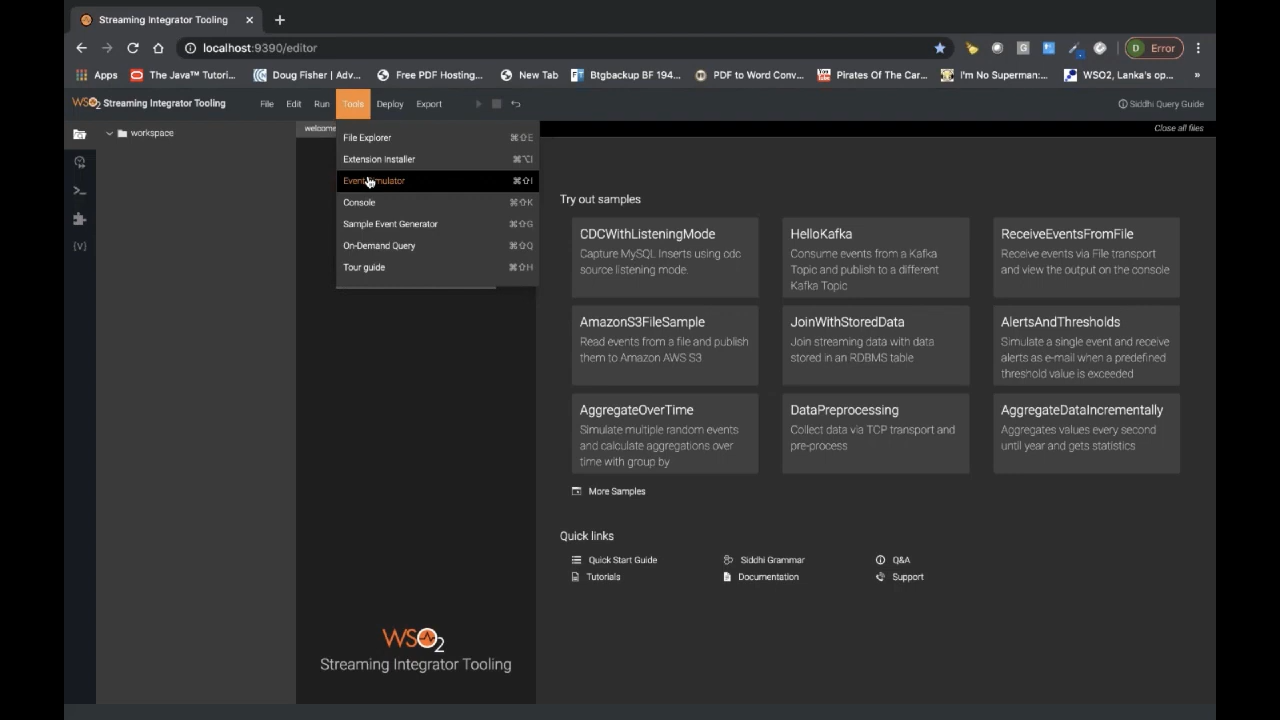 Streaming Integrator Tooling
localhost:9390/editor
D Error
Apps The Java™ Tutori... Doug Fisher | Adv... Free PDF Hosting... New Tab Btgbackup BF 194... PDF to Word Conv... Pirates Of The Car... I'm No Superman:... WSO2, Lanka's op... »
WSO2 Streaming Integrator Tooling File Edit Run Tools Deploy Export Siddhi Query Guide
workspace
welcome
Close all files
File Explorer ⌘⇧E
Extension Installer ⌘⌥I
Event Simulator ⌘⇧I
Console ⌘⇧K
Sample Event Generator ⌘⇧G
On-Demand Query ⌘⇧Q
Tour guide ⌘⇧H
Try out samples
CDCWithListeningMode
Capture MySQL Inserts using cdc
source listening mode.
HelloKafka
Consume events from a Kafka
Topic and publish to a different
Kafka Topic
ReceiveEventsFromFile
Receive events via File transport
and view the output on the console
AmazonS3FileSample
Read events from a file and publish
them to Amazon AWS S3
JoinWithStoredData
Join streaming data with data
stored in an RDBMS table
AlertsAndThresholds
Simulate a single event and receive
alerts as e-mail when a predefined
threshold value is exceeded
AggregateOverTime
Simulate multiple random events
and calculate aggregations over
time with group by
DataPreprocessing
Collect data via TCP transport and
pre-process
AggregateDataIncrementally
Aggregates values every second
until year and gets statistics
More Samples
Quick links
Quick Start Guide Siddhi Grammar Q&A
Tutorials Documentation Support
WSO2
Streaming Integrator Tooling